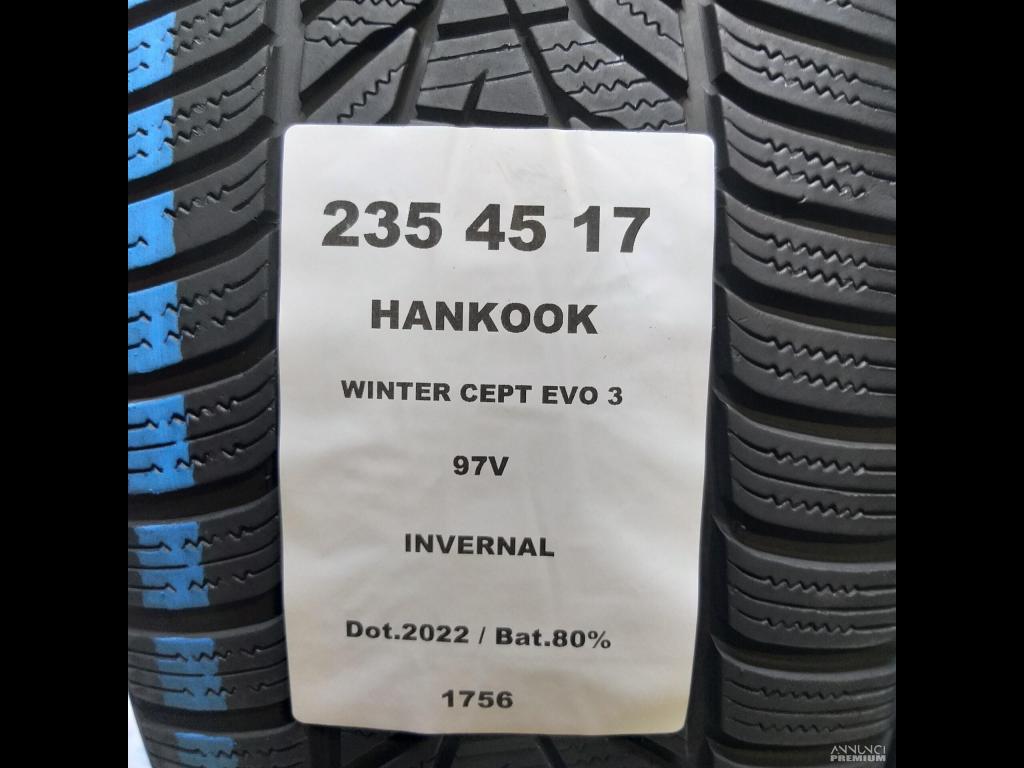 235 45 17
HANKOOK
WINTER CEPT EVO 3
97V
INVERNAL
Dot.2022 / Bat.80%
1756
ANNUNCI
PREMIUM